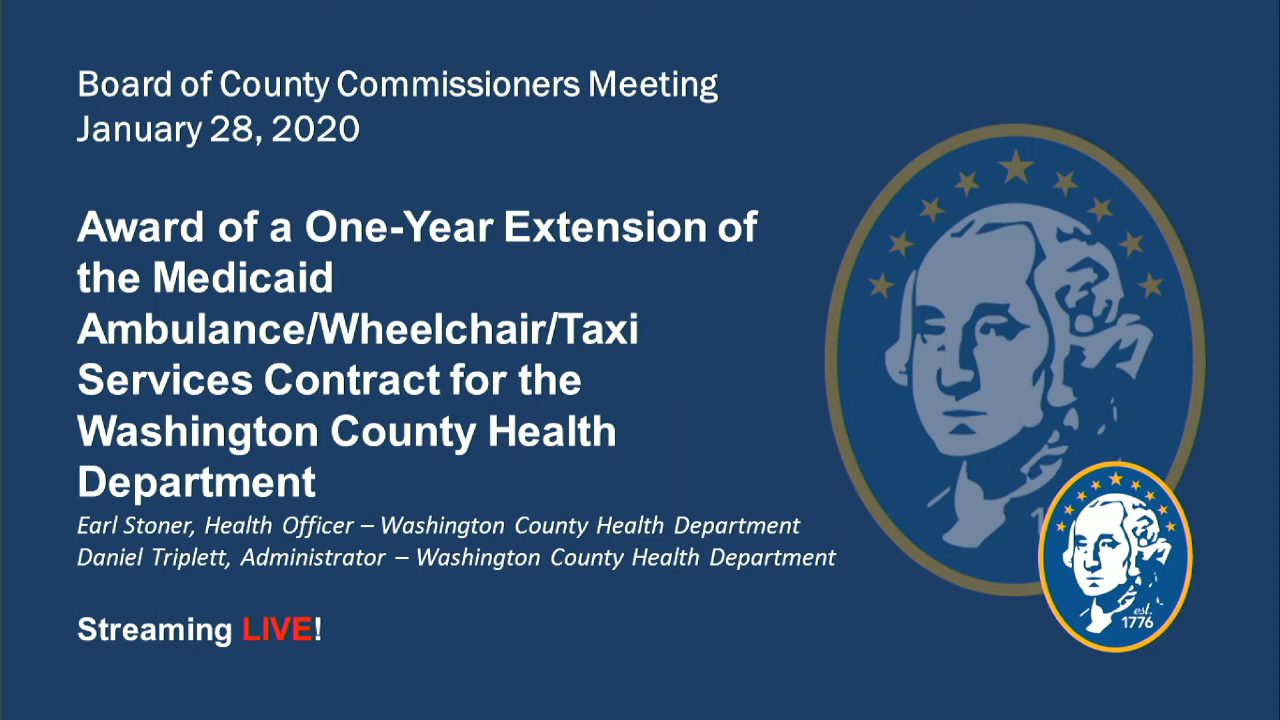 Board of County Commissioners Meeting
January 28, 2020
Award of a One-Year Extension of
the Medicaid
Ambulance/Wheelchair/Taxi
Services Contract for the
Washington County Health
Department
Earl Stoner, Health Officer – Washington County Health Department
Daniel Triplett, Administrator – Washington County Health Department
Streaming LIVE!
est.
1776